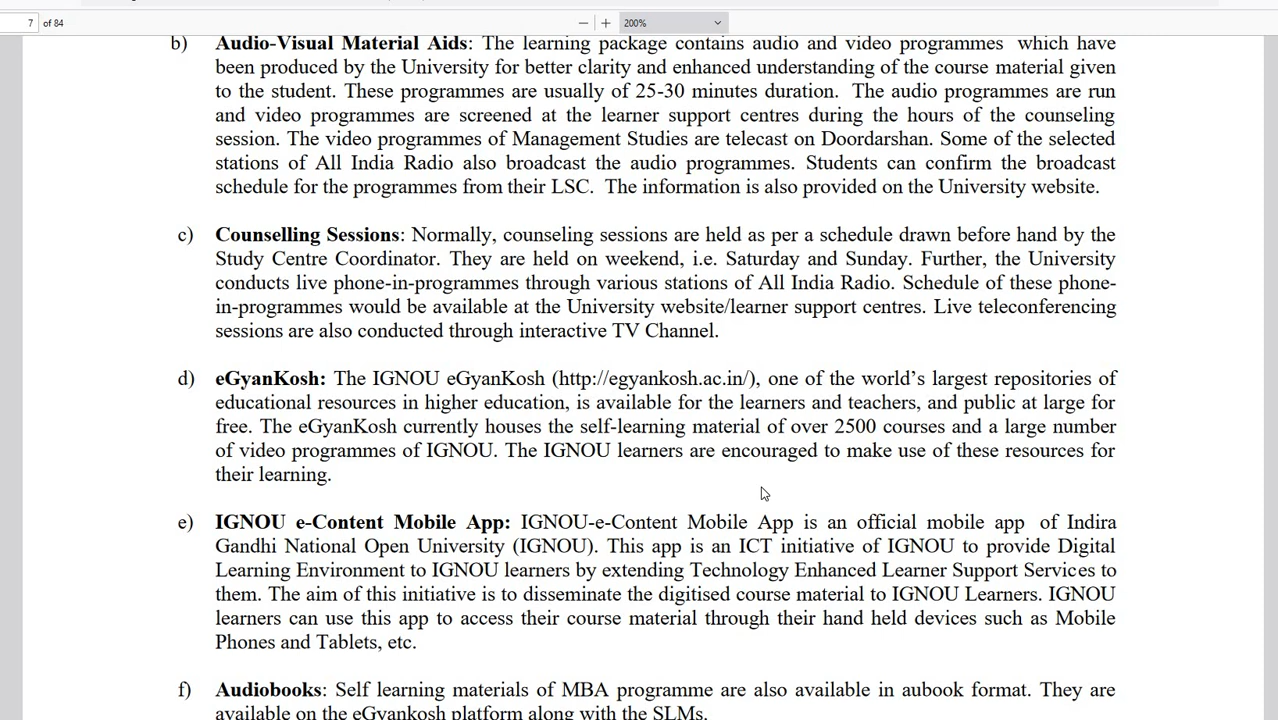 7 of 84
200%
b) Audio-Visual Material Aids: The learning package contains audio and video programmes which have
been produced by the University for better clarity and enhanced understanding of the course material given
to the student. These programmes are usually of 25-30 minutes duration. The audio programmes are run
and video programmes are screened at the learner support centres during the hours of the counseling
session. The video programmes of Management Studies are telecast on Doordarshan. Some of the selected
stations of All India Radio also broadcast the audio programmes. Students can confirm the broadcast
schedule for the programmes from their LSC. The information is also provided on the University website.
c) Counselling Sessions: Normally, counseling sessions are held as per a schedule drawn before hand by the
Study Centre Coordinator. They are held on weekend, i.e. Saturday and Sunday. Further, the University
conducts live phone-in-programmes through various stations of All India Radio. Schedule of these phone-
in-programmes would be available at the University website/learner support centres. Live teleconferencing
sessions are also conducted through interactive TV Channel.
d) eGyanKosh: The IGNOU eGyanKosh (http://egyankosh.ac.in/), one of the world's largest repositories of
educational resources in higher education, is available for the learners and teachers, and public at large for
free. The eGyanKosh currently houses the self-learning material of over 2500 courses and a large number
of video programmes of IGNOU. The IGNOU learners are encouraged to make use of these resources for
their learning.
e) IGNOU e-Content Mobile App: IGNOU-e-Content Mobile App is an official mobile app of Indira
Gandhi National Open University (IGNOU). This app is an ICT initiative of IGNOU to provide Digital
Learning Environment to IGNOU learners by extending Technology Enhanced Learner Support Services to
them. The aim of this initiative is to disseminate the digitised course material to IGNOU Learners. IGNOU
learners can use this app to access their course material through their hand held devices such as Mobile
Phones and Tablets, etc.
f) Audiobooks: Self learning materials of MBA programme are also available in aubook format. They are
available on the eGyankosh platform along with the SLMs.